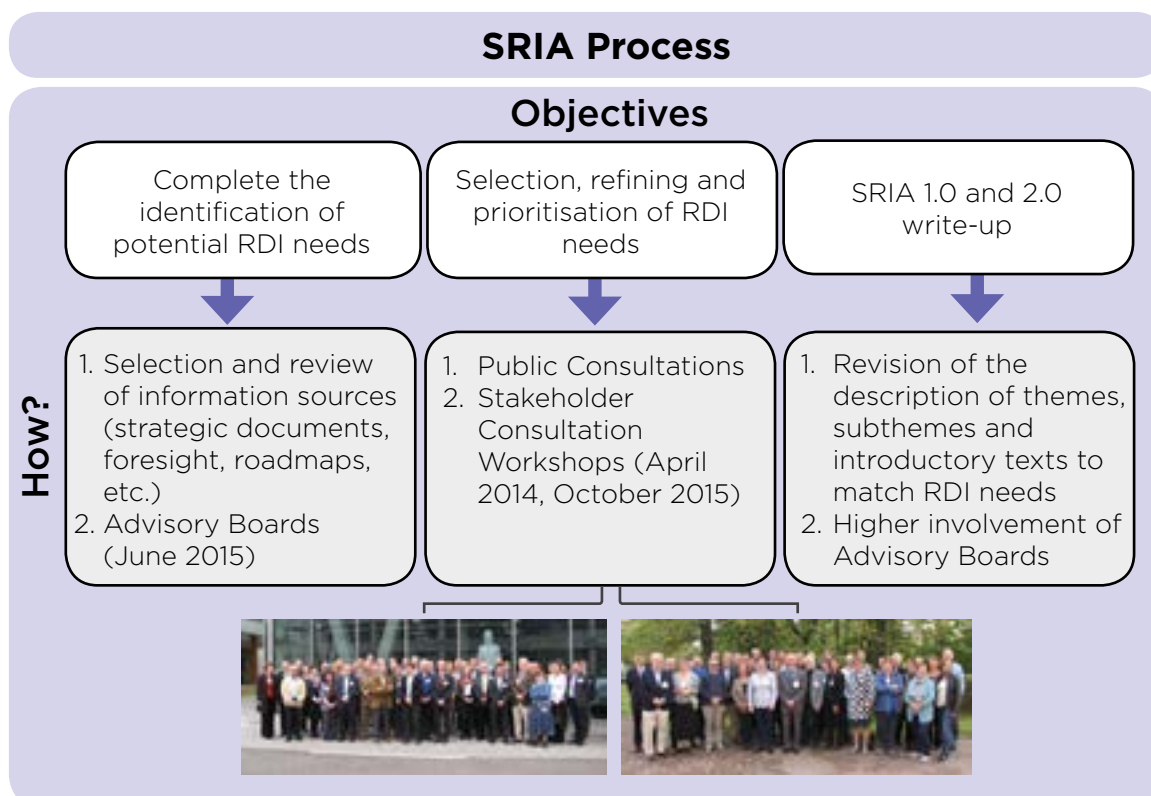 SRIA Process
Objectives
Complete the
identification of
potential RDI needs
Selection, refining and
prioritisation of RDI
needs
SRIA 1.0 and 2.0
write-up
How?
1. Selection and review
of information sources
(strategic documents,
foresight, roadmaps,
etc.)
2. Advisory Boards
(June 2015)
1. Public Consultations
2. Stakeholder
Consultation
Workshops (April
2014, October 2015)
1. Revision of the
description of themes,
subthemes and
introductory texts to
match RDI needs
2. Higher involvement of
Advisory Boards